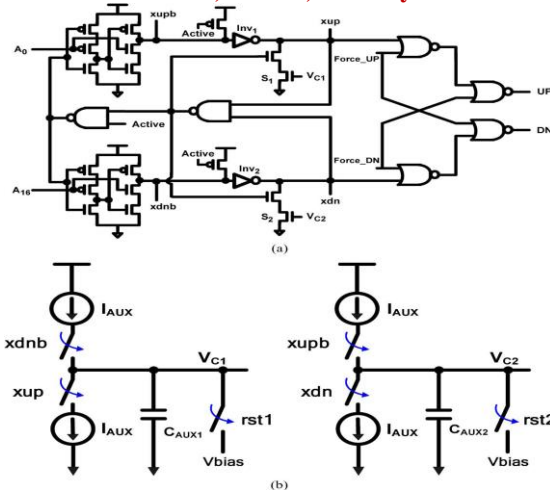 xupb
xup
A0
Active
Inv1
Force_UP
S1
VC1
UP
Active
DN
Active
Inv2
Force_DN
A16
xdnb
xdn
S2
VC2
(a)
IAUX
IAUX
xdnb
xupb
VC1
VC2
xup
xdn
IAUX
CAUX1
rst1
IAUX
CAUX2
rst2
Vbias
Vbias
(b)